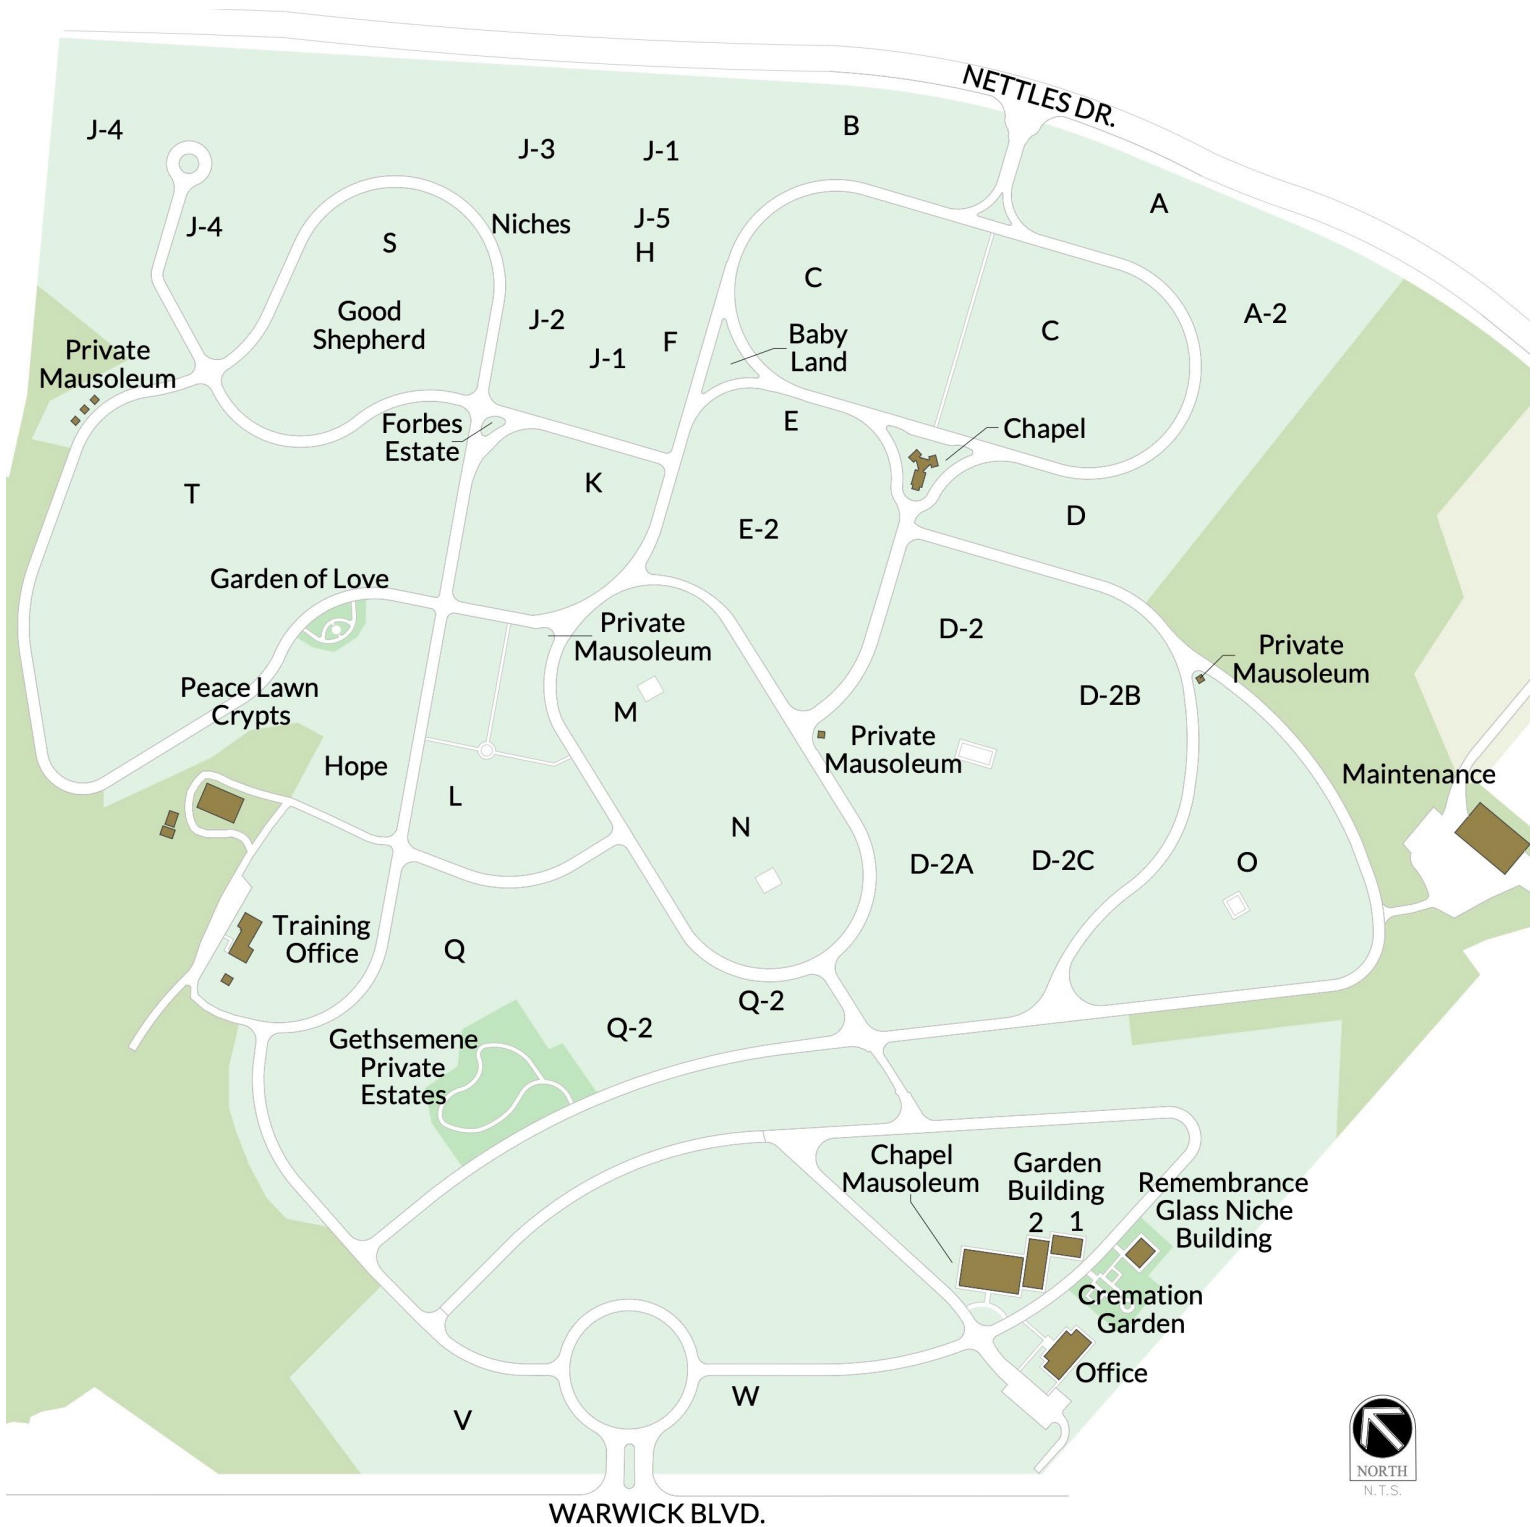 NETTLES DR.
B
J-4
J-3
J-1
A
J-4
Niches
J-5
S
H
C
Good
Shepherd
J-2
A-2
Baby
Land
C
F
J-1
Private
Mausoleum
Forbes
Estate
E
Chapel
K
T
D
E-2
Garden of Love
Private
Mausoleum
D-2
Private
Mausoleum
Peace Lawn
Crypts
D-2B
M
Private
Mausoleum
Hope
Maintenance
L
N
D-2A
D-2C
O
Training
Office
Q
Q-2
Q-2
Gethsemene
Private
Estates
Chapel
Mausoleum
Garden
Building
2 1
Remembrance
Glass Niche
Building
Cremation
Garden
Office
W
V
NORTH
N.T.S.
WARWICK BLVD.